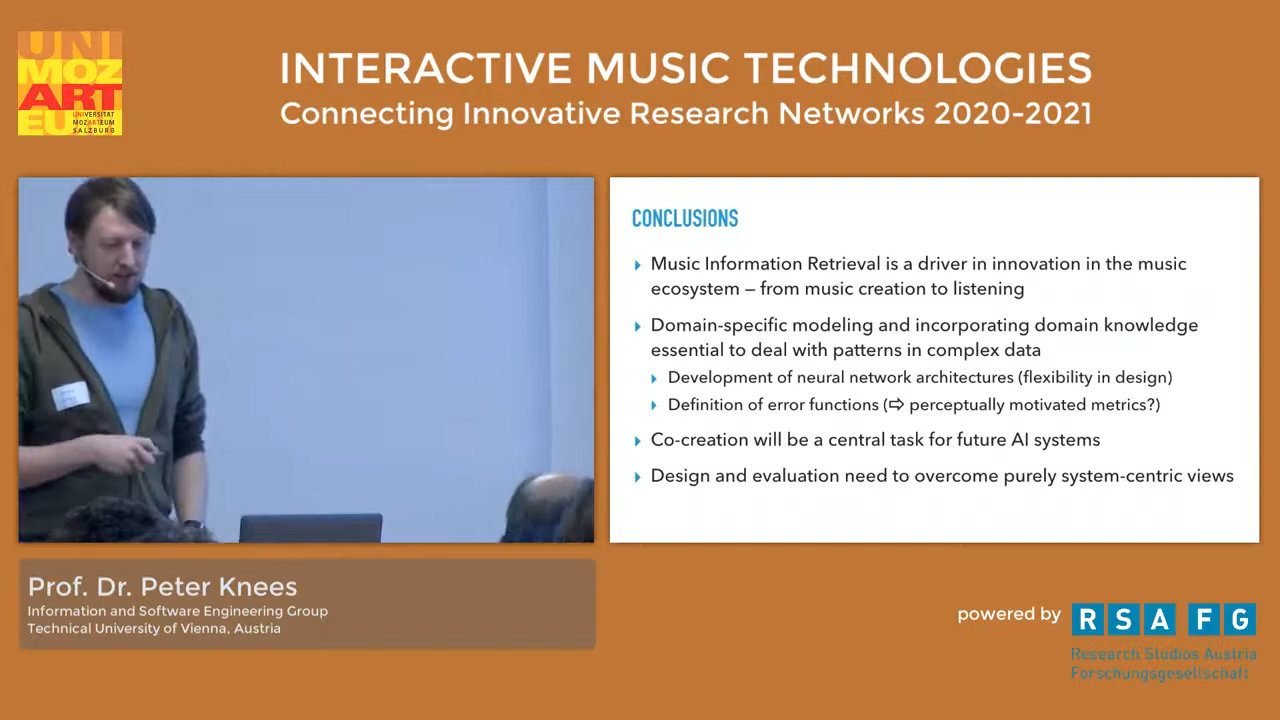 UNI
MOZ
ART
EU
UNIVERSITÄT
MOZARTEUM
SALZBURG
INTERACTIVE MUSIC TECHNOLOGIES
Connecting Innovative Research Networks 2020-2021
CONCLUSIONS
Music Information Retrieval is a driver in innovation in the music
ecosystem – from music creation to listening
Domain-specific modeling and incorporating domain knowledge
essential to deal with patterns in complex data
Development of neural network architectures (flexibility in design)
Definition of error functions (⇨ perceptually motivated metrics?)
Co-creation will be a central task for future AI systems
Design and evaluation need to overcome purely system-centric views
Prof. Dr. Peter Knees
Information and Software Engineering Group
Technical University of Vienna, Austria
powered by
RSA FG
Research Studios Austria
Forschungsgesellschaft